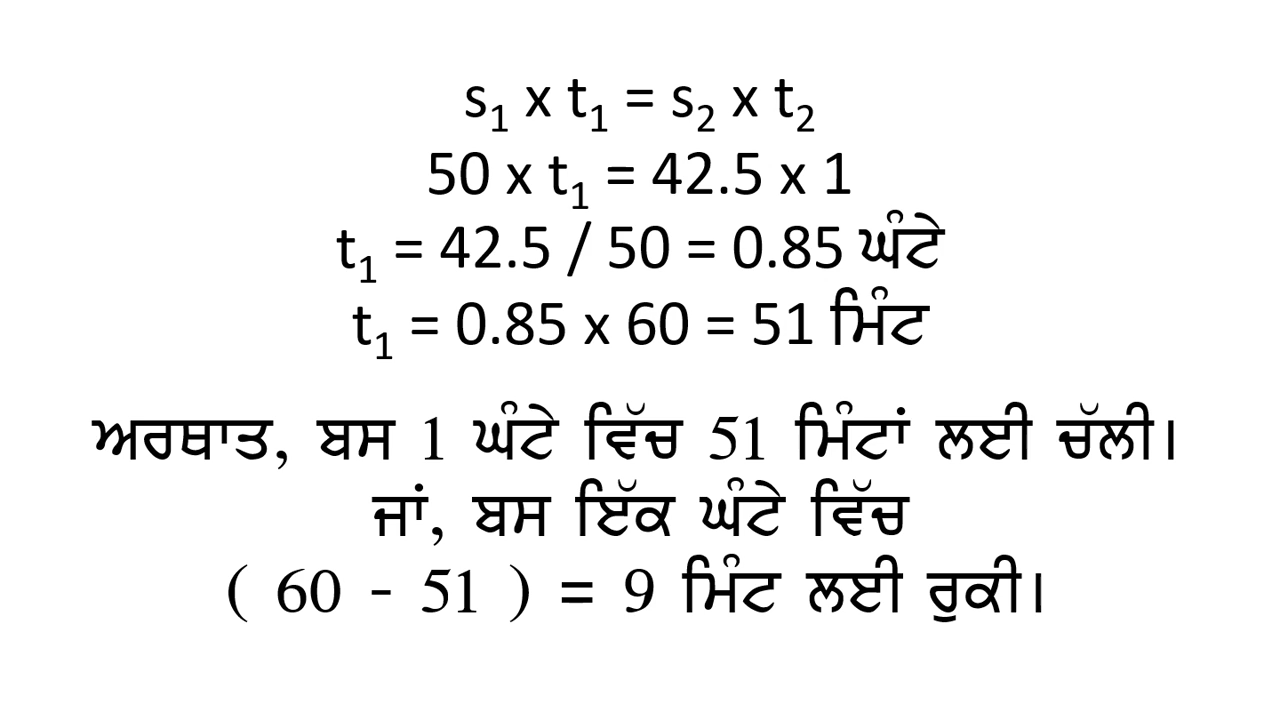 s₁ x t₁ = s₂ x t₂
50 x t₁ = 42.5 x 1
t₁ = 42.5 / 50 = 0.85 ਘੰਟੇ
t₁ = 0.85 x 60 = 51 ਮਿੰਟ
ਅਰਥਾਤ, ਬਸ 1 ਘੰਟੇ ਵਿੱਚ 51 ਮਿੰਟਾਂ ਲਈ ਚੱਲੀ।
ਜਾਂ, ਬਸ ਇੱਕ ਘੰਟੇ ਵਿੱਚ
( 60 - 51 ) = 9 ਮਿੰਟ ਲਈ ਰੁਕੀ।